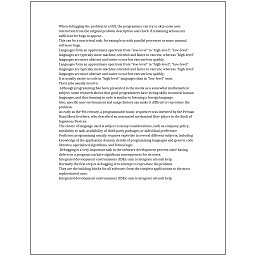 When debugging the problem in a GUI, the programmer can try to skip some user
interaction from the original problem description and check if remaining actions are
sufficient for bugs to appear.
This can be a non-trivial task, for example as with parallel processes or some unusual
software bugs.
Languages form an approximate spectrum from "low-level" to "high-level"; "low-level"
languages are typically more machine-oriented and faster to execute, whereas "high-level"
languages are more abstract and easier to use but execute less quickly.
Languages form an approximate spectrum from "low-level" to "high-level"; "low-level"
languages are typically more machine-oriented and faster to execute, whereas "high-level"
languages are more abstract and easier to use but execute less quickly.
It is usually easier to code in "high-level" languages than in "low-level" ones.
Their jobs usually involve:
Although programming has been presented in the media as a somewhat mathematical
subject, some research shows that good programmers have strong skills in natural human
languages, and that learning to code is similar to learning a foreign language.
Also, specific user environment and usage history can make it difficult to reproduce the
problem.
As early as the 9th century, a programmable music sequencer was invented by the Persian
Banu Musa brothers, who described an automated mechanical flute player in the Book of
Ingenious Devices.
The choice of language used is subject to many considerations, such as company policy,
suitability to task, availability of third-party packages, or individual preference.
Proficient programming usually requires expertise in several different subjects, including
knowledge of the application domain, details of programming languages and generic code
libraries, specialized algorithms, and formal logic.
Debugging is a very important task in the software development process since having
defects in a program can have significant consequences for its users.
Integrated development environments (IDEs) aim to integrate all such help.
Normally the first step in debugging is to attempt to reproduce the problem.
They are the building blocks for all software, from the simplest applications to the most
sophisticated ones.
Integrated development environments (IDEs) aim to integrate all such help.